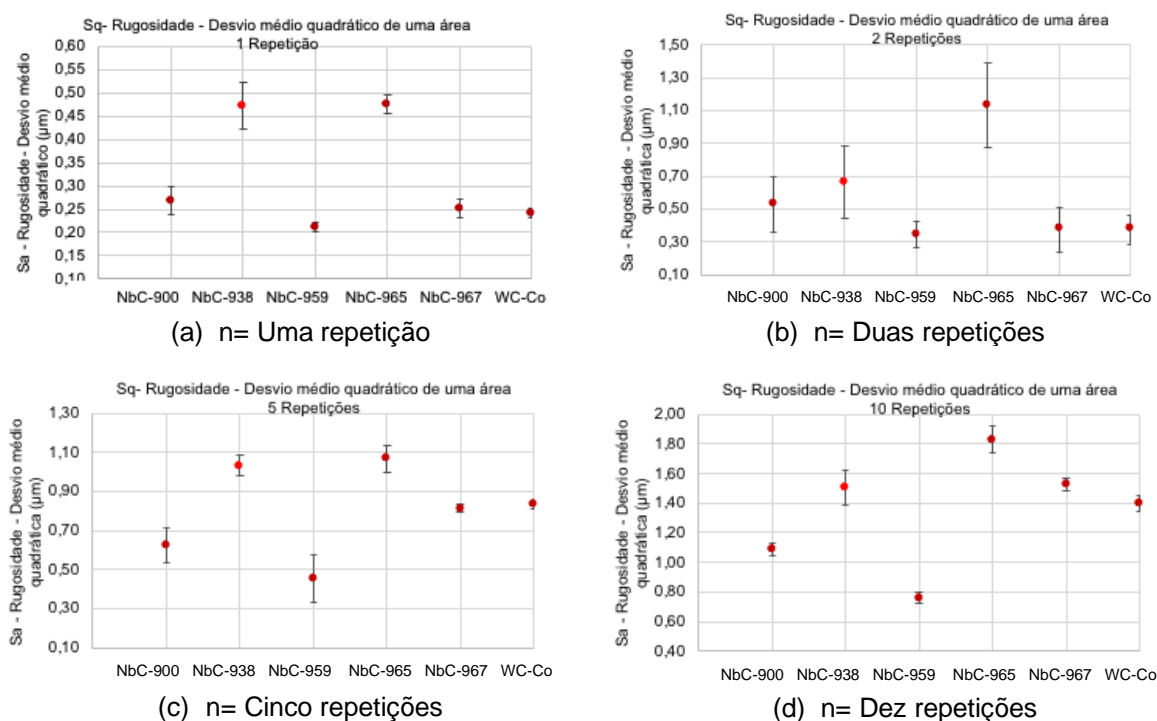 Sq- Rugosidade - Desvio médio quadrático de uma área
1 Repetição
Sa - Rugosidade - Desvio médio
quadrático (µm)
0,60
0,55
0,50
0,45
0,40
0,35
0,30
0,25
0,20
0,15
0,10
NbC-900 NbC-938 NbC-959 NbC-965 NbC-967 WC-Co
(a) n= Uma repetição
Sq- Rugosidade - Desvio médio quadrático de uma área
2 Repetições
Sa - Rugosidade - Desvio médio
quadrática (µm)
1,50
1,30
1,10
0,90
0,70
0,50
0,30
0,10
NbC-900 NbC-938 NbC-959 NbC-965 NbC-967 WC-Co
(b) n= Duas repetições
Sq- Rugosidade - Desvio médio quadrático de uma área
5 Repetições
Sa - Rugosidade - Desvio médio
quadrática (µm)
1,30
1,10
0,90
0,70
0,50
0,30
0,10
NbC-900 NbC-938 NbC-959 NbC-965 NbC-967 WC-Co
(c) n= Cinco repetições
Sq- Rugosidade - Desvio médio quadrático de uma área
10 Repetições
Sa - Rugosidade - Desvio médio
quadrática (µm)
2,00
1,80
1,60
1,40
1,20
1,00
0,80
0,60
0,40
NbC-900 NbC-938 NbC-959 NbC-965 NbC-967 WC-Co
(d) n= Dez repetições